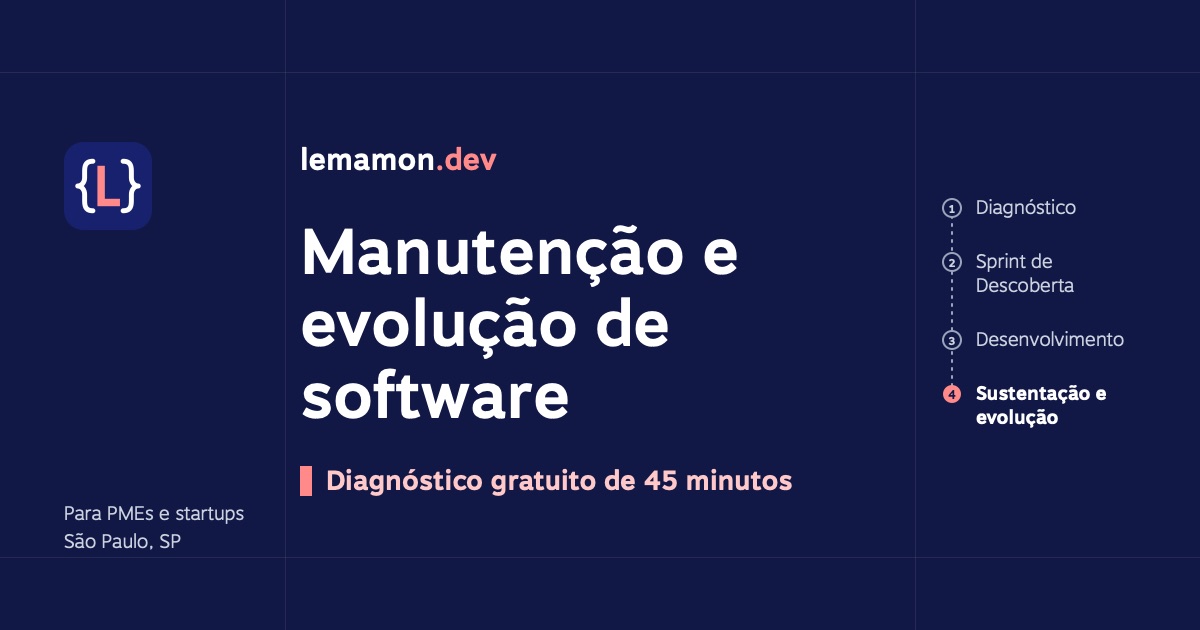 {L}
Para PMEs e startups
São Paulo, SP
lemamon.dev
Manutenção e
evolução de
software
Diagnóstico gratuito de 45 minutos
1 Diagnóstico
2 Sprint de
Descoberta
3 Desenvolvimento
4 Sustentação e
evolução